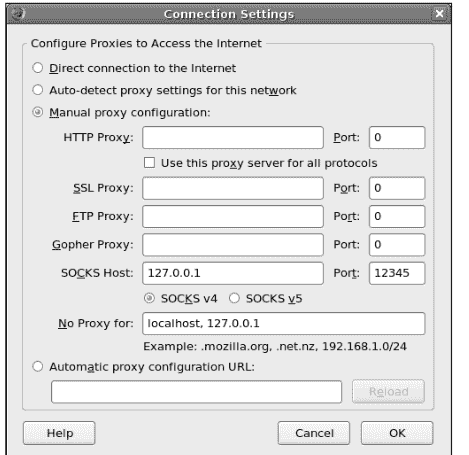 Connection Settings
Configure Proxies to Access the Internet
Direct connection to the Internet
Auto-detect proxy settings for this network
Manual proxy configuration:
HTTP Proxy: Port: 0
Use this proxy server for all protocols
SSL Proxy: Port: 0
FTP Proxy: Port: 0
Gopher Proxy: Port: 0
SOCKS Host: 127.0.0.1 Port: 12345
SOCKS v4 SOCKS v5
No Proxy for: localhost, 127.0.0.1
Example: .mozilla.org, .net.nz, 192.168.1.0/24
Automatic proxy configuration URL:
Reload
Help Cancel OK